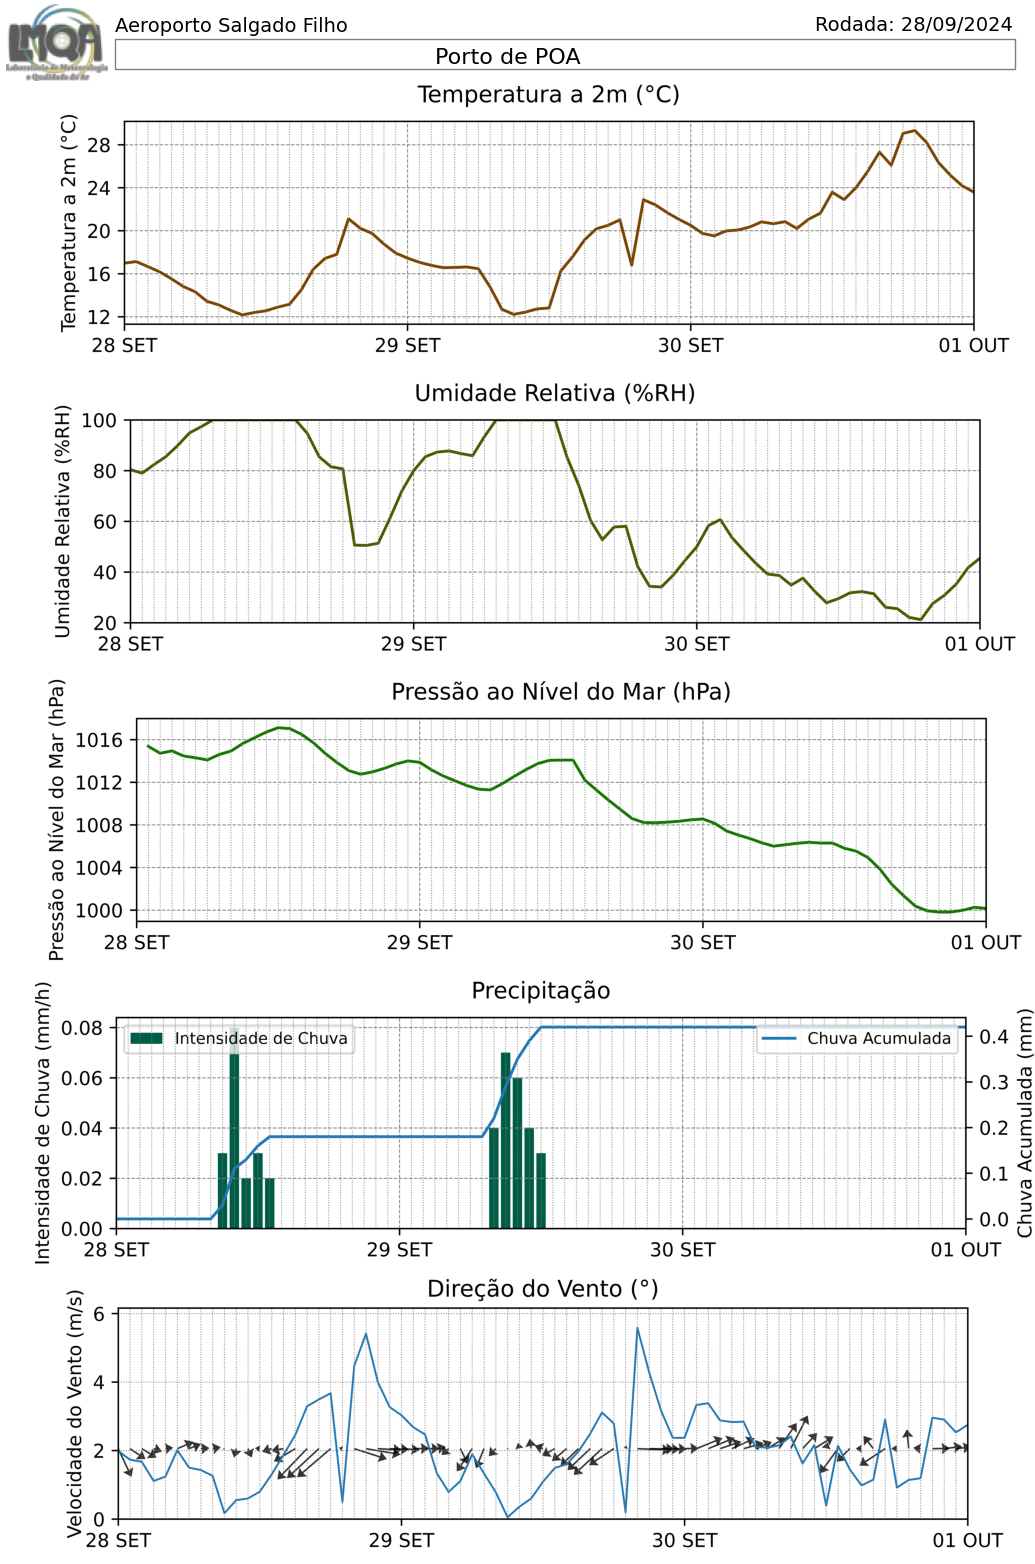 LMQA
Laboratório de Meteorologia
e Qualidade do Ar
Aeroporto Salgado Filho
Rodada: 28/09/2024
Porto de POA
Temperatura a 2m (°C)
Temperatura a 2m (°C)
28
24
20
16
12
28 SET 29 SET 30 SET 01 OUT
Umidade Relativa (%RH)
Umidade Relativa (%RH)
100
80
60
40
20
28 SET 29 SET 30 SET 01 OUT
Pressão ao Nível do Mar (hPa)
Pressão ao Nível do Mar (hPa)
1016
1012
1008
1004
1000
28 SET 29 SET 30 SET 01 OUT
Precipitação
Intensidade de Chuva (mm/h)
0.08
0.06
0.04
0.02
0.00
Intensidade de Chuva
Chuva Acumulada
0.4
0.3
0.2
0.1
0.0
Chuva Acumulada (mm)
28 SET 29 SET 30 SET 01 OUT
Direção do Vento (°)
Velocidade do Vento (m/s)
6
4
2
0
28 SET 29 SET 30 SET 01 OUT